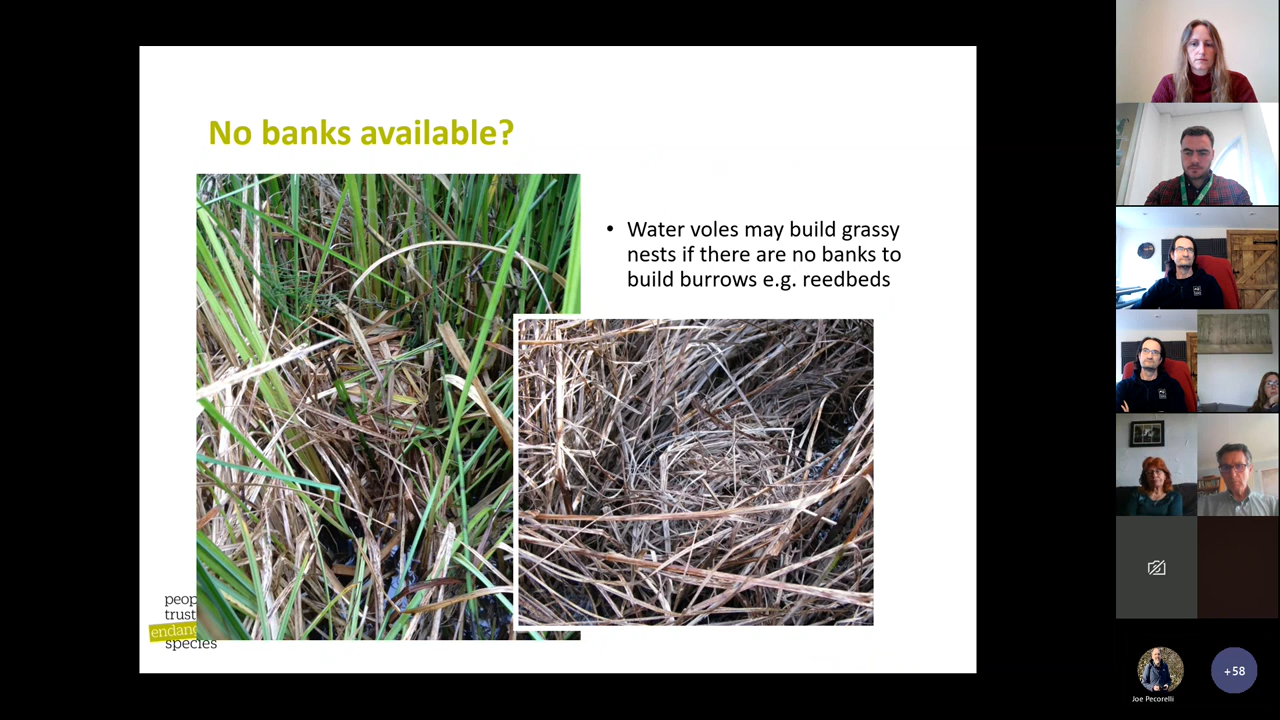 No banks available?
• Water voles may build grassy
nests if there are no banks to
build burrows e.g. reedbeds
peop
trust
endang
species
Joe Pecorelli
+58